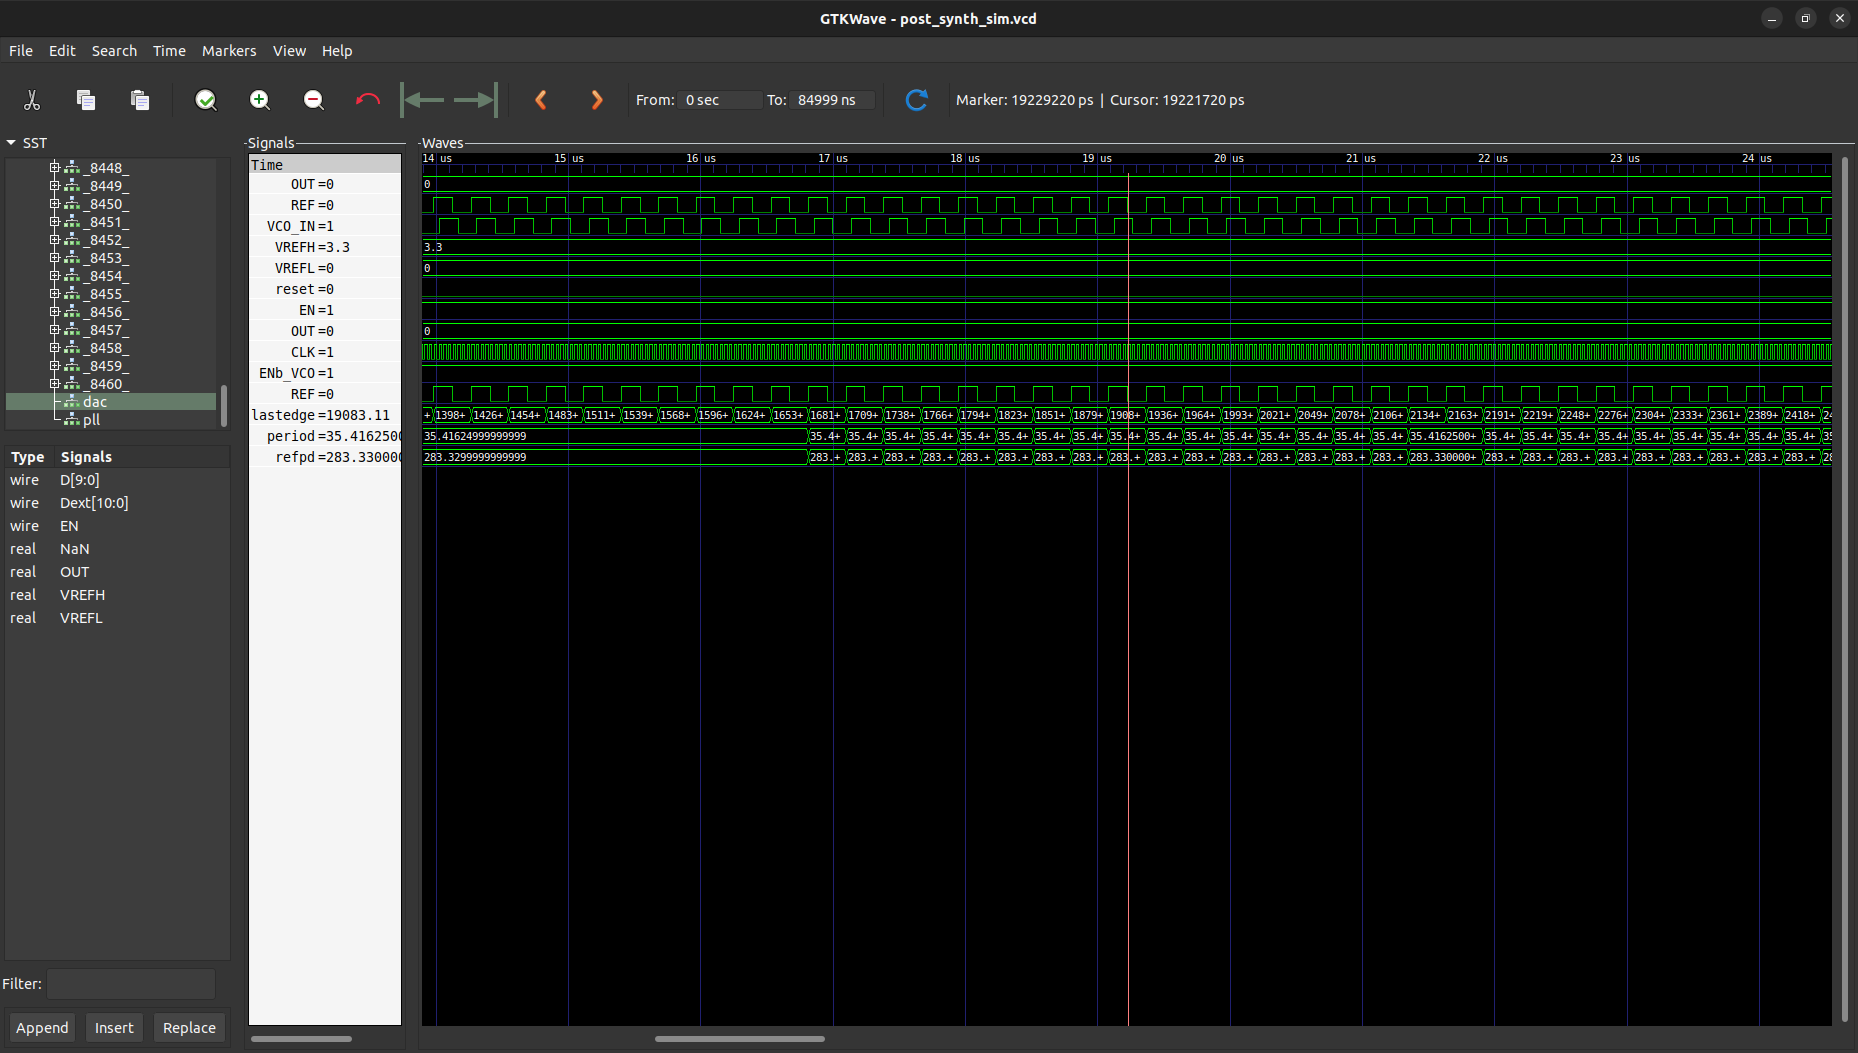 GTKWave - post_synth_sim.vcd
File Edit Search Time Markers View Help
From: 0 sec To: 84999 ns Marker: 19229220 ps | Cursor: 19221720 ps
SST
_8448_
_8449_
_8450_
_8451_
_8452_
_8453_
_8454_
_8455_
_8456_
_8457_
_8458_
_8459_
_8460_
dac
pll
Type Signals
wire D[9:0]
wire Dext[10:0]
wire EN
real NaN
real OUT
real VREFH
real VREFL
Filter:
Append Insert Replace
Signals
Time
OUT=0
REF=0
VCO_IN=1
VREFH=3.3
VREFL=0
reset=0
EN=1
OUT=0
CLK=1
ENb_VCO=1
REF=0
lastedge=19083.11
period=35.4162500
refpd=283.330000
Waves
14 us 15 us 16 us 17 us 18 us 19 us 20 us 21 us 22 us 23 us 24 us
0
3.3
0
0
+ 1398+ 1426+ 1454+ 1483+ 1511+ 1539+ 1568+ 1596+ 1624+ 1653+ 1681+ 1709+ 1738+ 1766+ 1794+ 1823+ 1851+ 1879+ 1908+ 1936+ 1964+ 1993+ 2021+ 2049+ 2078+ 2106+ 2134+ 2163+ 2191+ 2219+ 2248+ 2276+ 2304+ 2333+ 2361+ 2389+ 2418+ 24
35.41624999999999 35.4+ 35.4+ 35.4+ 35.4+ 35.4+ 35.4+ 35.4+ 35.4+ 35.4+ 35.4+ 35.4+ 35.4+ 35.4+ 35.4+ 35.4+ 35.4+ 35.4162500+ 35.4+ 35.4+ 35.4+ 35.4+ 35.4+ 35.4+ 35.4+ 35.4+ 35.4+ 35
283.3299999999999 283.+ 283.+ 283.+ 283.+ 283.+ 283.+ 283.+ 283.+ 283.+ 283.+ 283.+ 283.+ 283.+ 283.+ 283.+ 283.+ 283.330000+ 283.+ 283.+ 283.+ 283.+ 283.+ 283.+ 283.+ 283.+ 283.+ 28